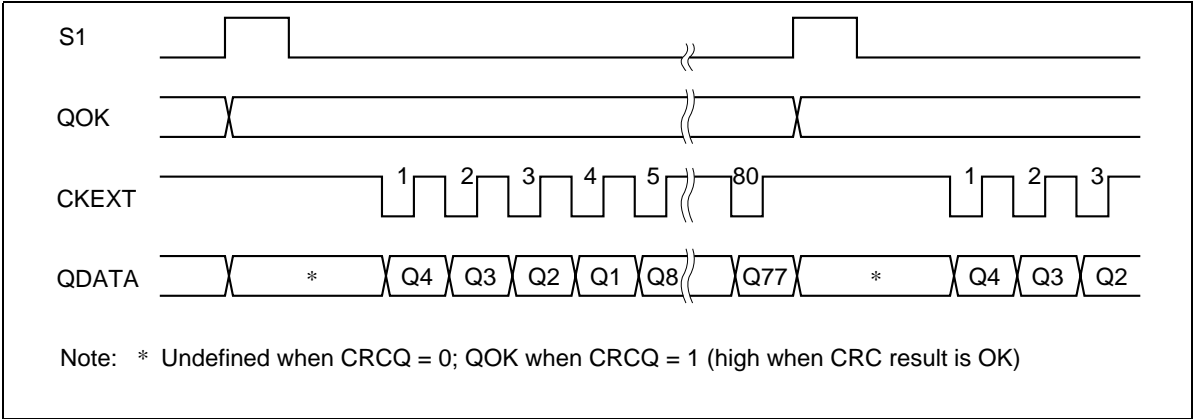 S1
QOK
CKEXT 1 2 3 4 5 80 1 2 3
QDATA * Q4 Q3 Q2 Q1 Q8 Q77 * Q4 Q3 Q2
Note: * Undefined when CRCQ = 0; QOK when CRCQ = 1 (high when CRC result is OK)